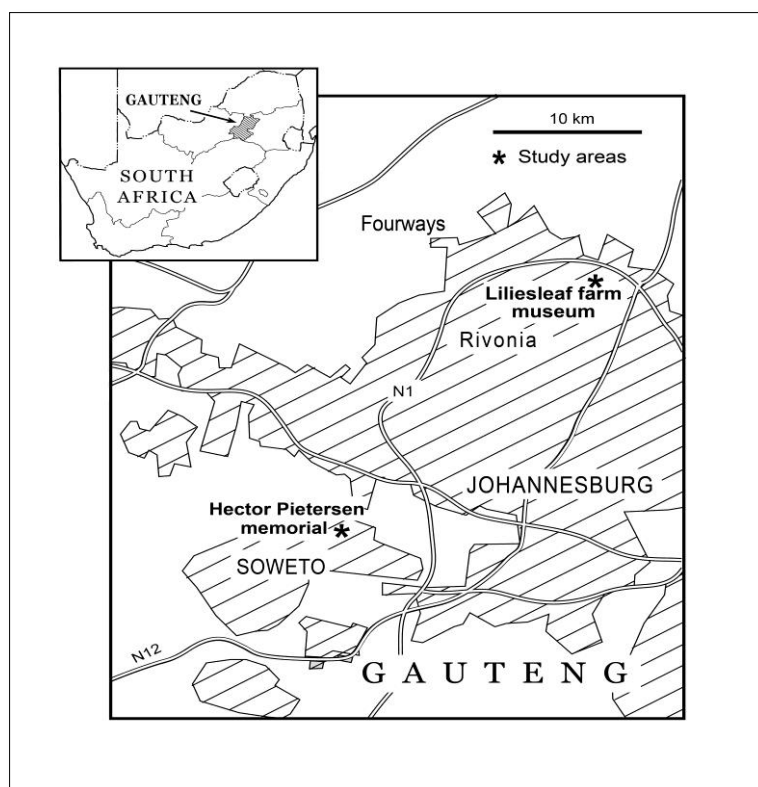 GAUTENG
SOUTH
AFRICA
10 km
* Study areas
Fourways
Liliesleaf farm
museum
Rivonia
N1
JOHANNESBURG
Hector Pietersen
memorial
SOWETO
N12
GAUTENG